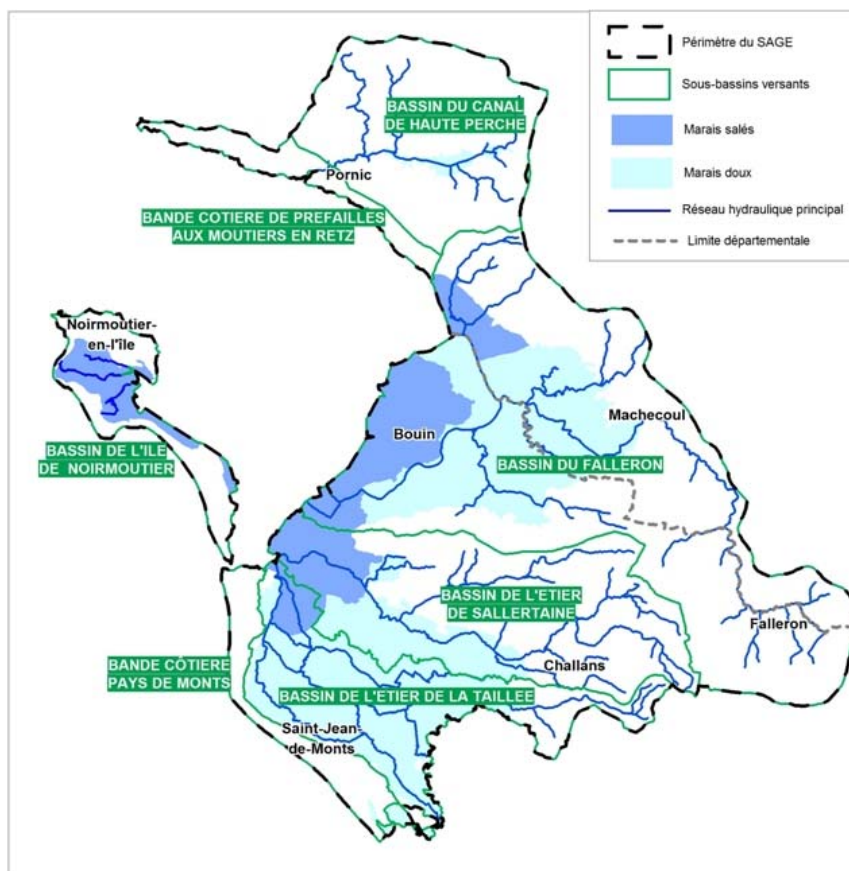 Périmètre du SAGE
Sous-bassins versants
Marais salés
Marais doux
Réseau hydraulique principal
Limite départementale
BASSIN DU CANAL
DE HAUTE PERCHE
Pornic
BANDE COTIERE DE PREFAILLES
AUX MOUTIERS EN RETZ
Noirmoutier-
en-l'île
BASSIN DE L'ILE
DE NOIRMOUTIER
Machecoul
Bouin
BASSIN DU FALLERON
BASSIN DE L'ETIER
DE SALLERTAINE
Falleron
Challans
BANDE CÔTIERE
PAYS DE MONTS
BASSIN DE L'ETIER DE LA TAILLEE
Saint-Jean-
de-Monts